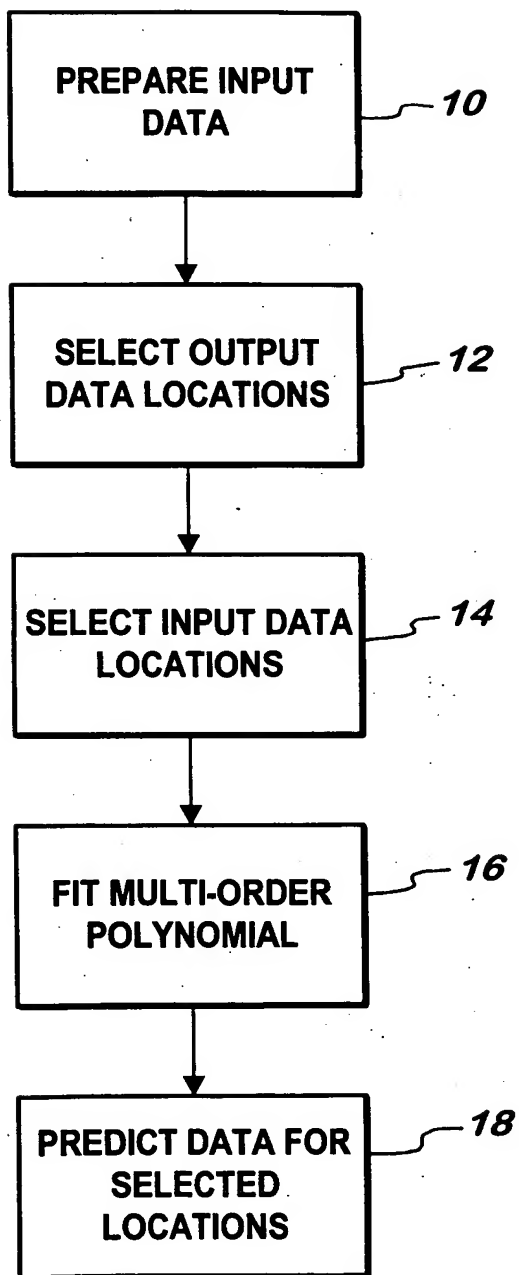 PREPARE INPUT
DATA
10
SELECT OUTPUT
DATA LOCATIONS
12
SELECT INPUT DATA
LOCATIONS
14
FIT MULTI-ORDER
POLYNOMIAL
16
PREDICT DATA FOR
SELECTED
LOCATIONS
18